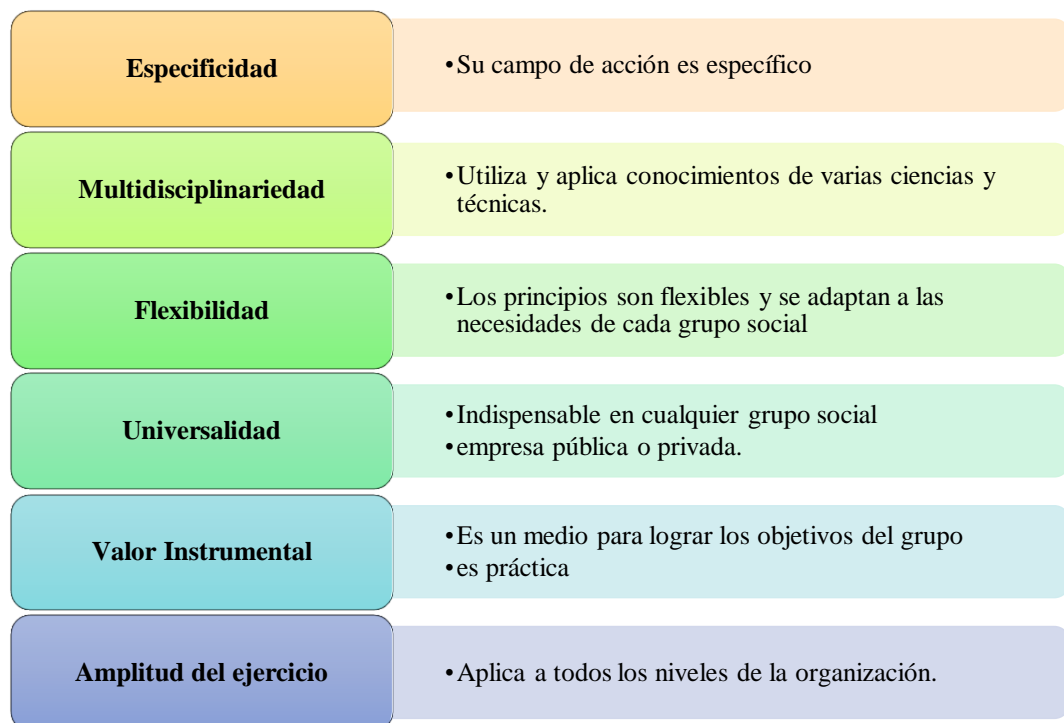 Especificidad
•Su campo de acción es específico
Multidisciplinariedad
•Utiliza y aplica conocimientos de varias ciencias y
técnicas.
Flexibilidad
•Los principios son flexibles y se adaptan a las
necesidades de cada grupo social
Universalidad
•Indispensable en cualquier grupo social
•empresa pública o privada.
Valor Instrumental
•Es un medio para lograr los objetivos del grupo
•es práctica
Amplitud del ejercicio
•Aplica a todos los niveles de la organización.